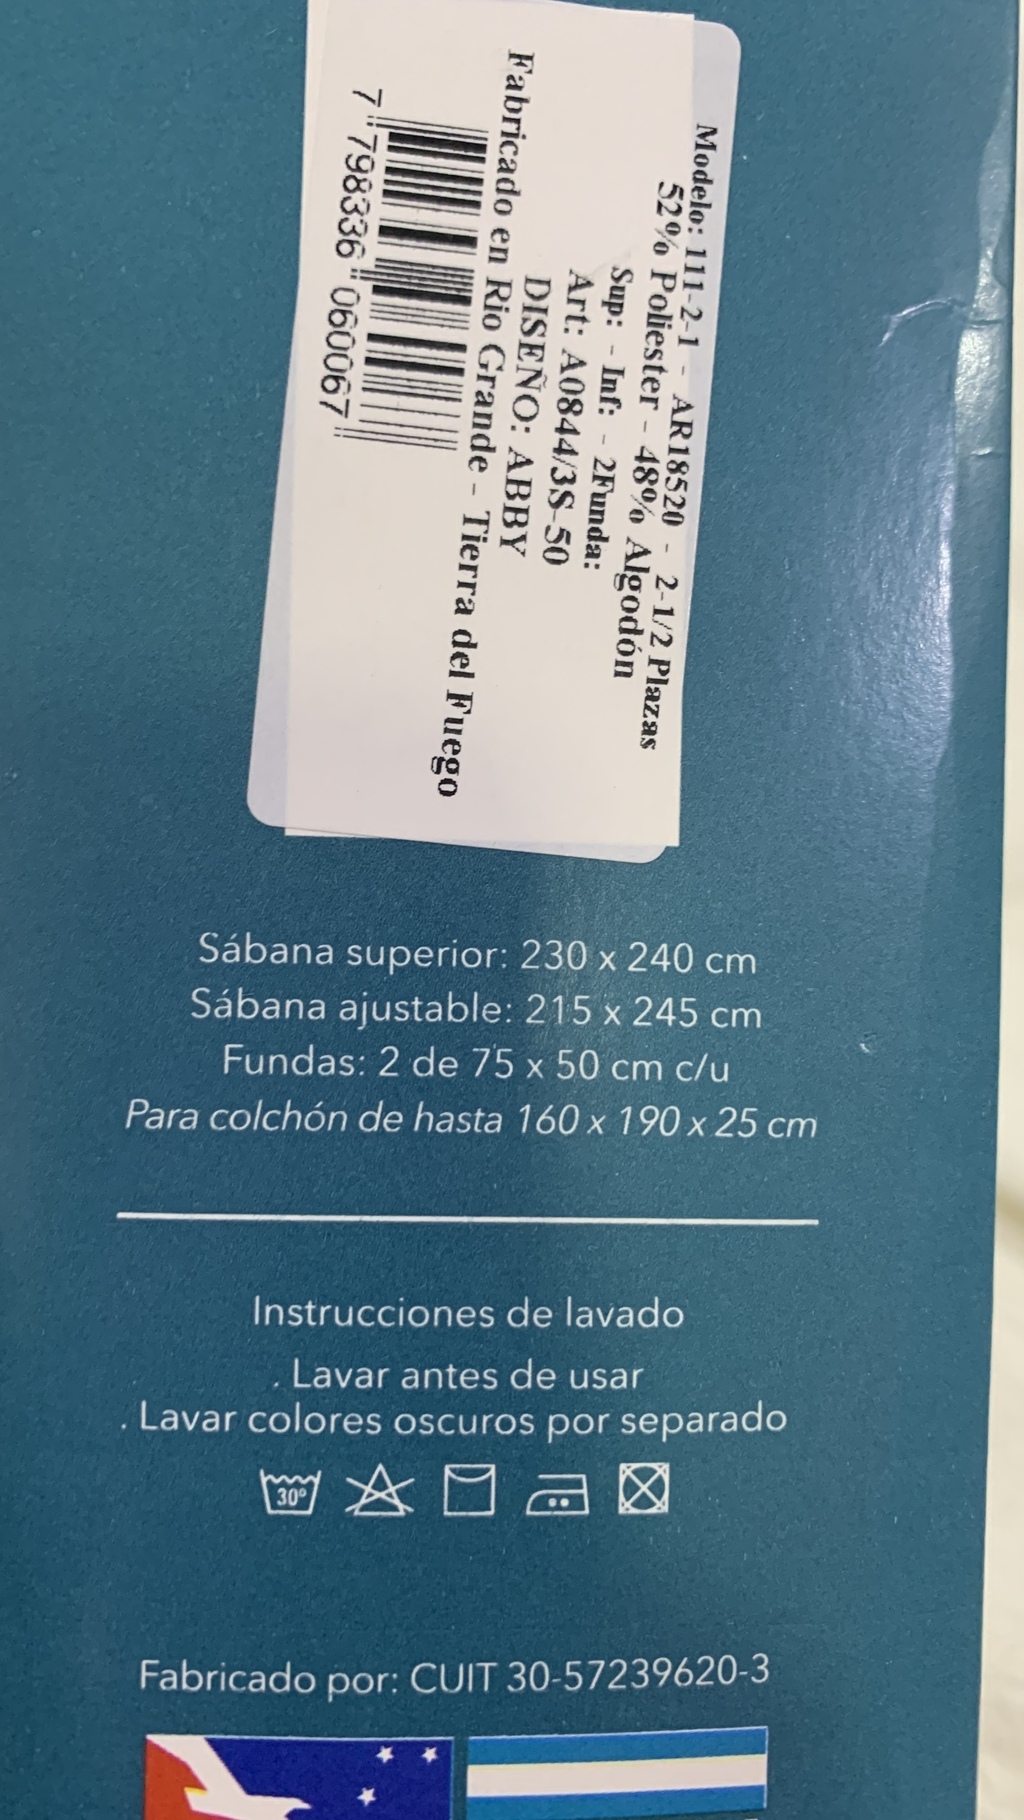 Modelo: 111-2-1 - AR18520 - 2-1/2 Plazas
52% Poliester - 48% Algodón
Sup: - Inf: - 2Funda:
Art: A0844/3S-50
DISEÑO: ABBY
Fabricado en Rio Grande - Tierra del Fuego
7 798336 060067
Sábana superior: 230 x 240 cm
Sábana ajustable: 215 x 245 cm
Fundas: 2 de 75 x 50 cm c/u
Para colchón de hasta 160 x 190 x 25 cm
Instrucciones de lavado
. Lavar antes de usar
. Lavar colores oscuros por separado
30°
Fabricado por: CUIT 30-57239620-3